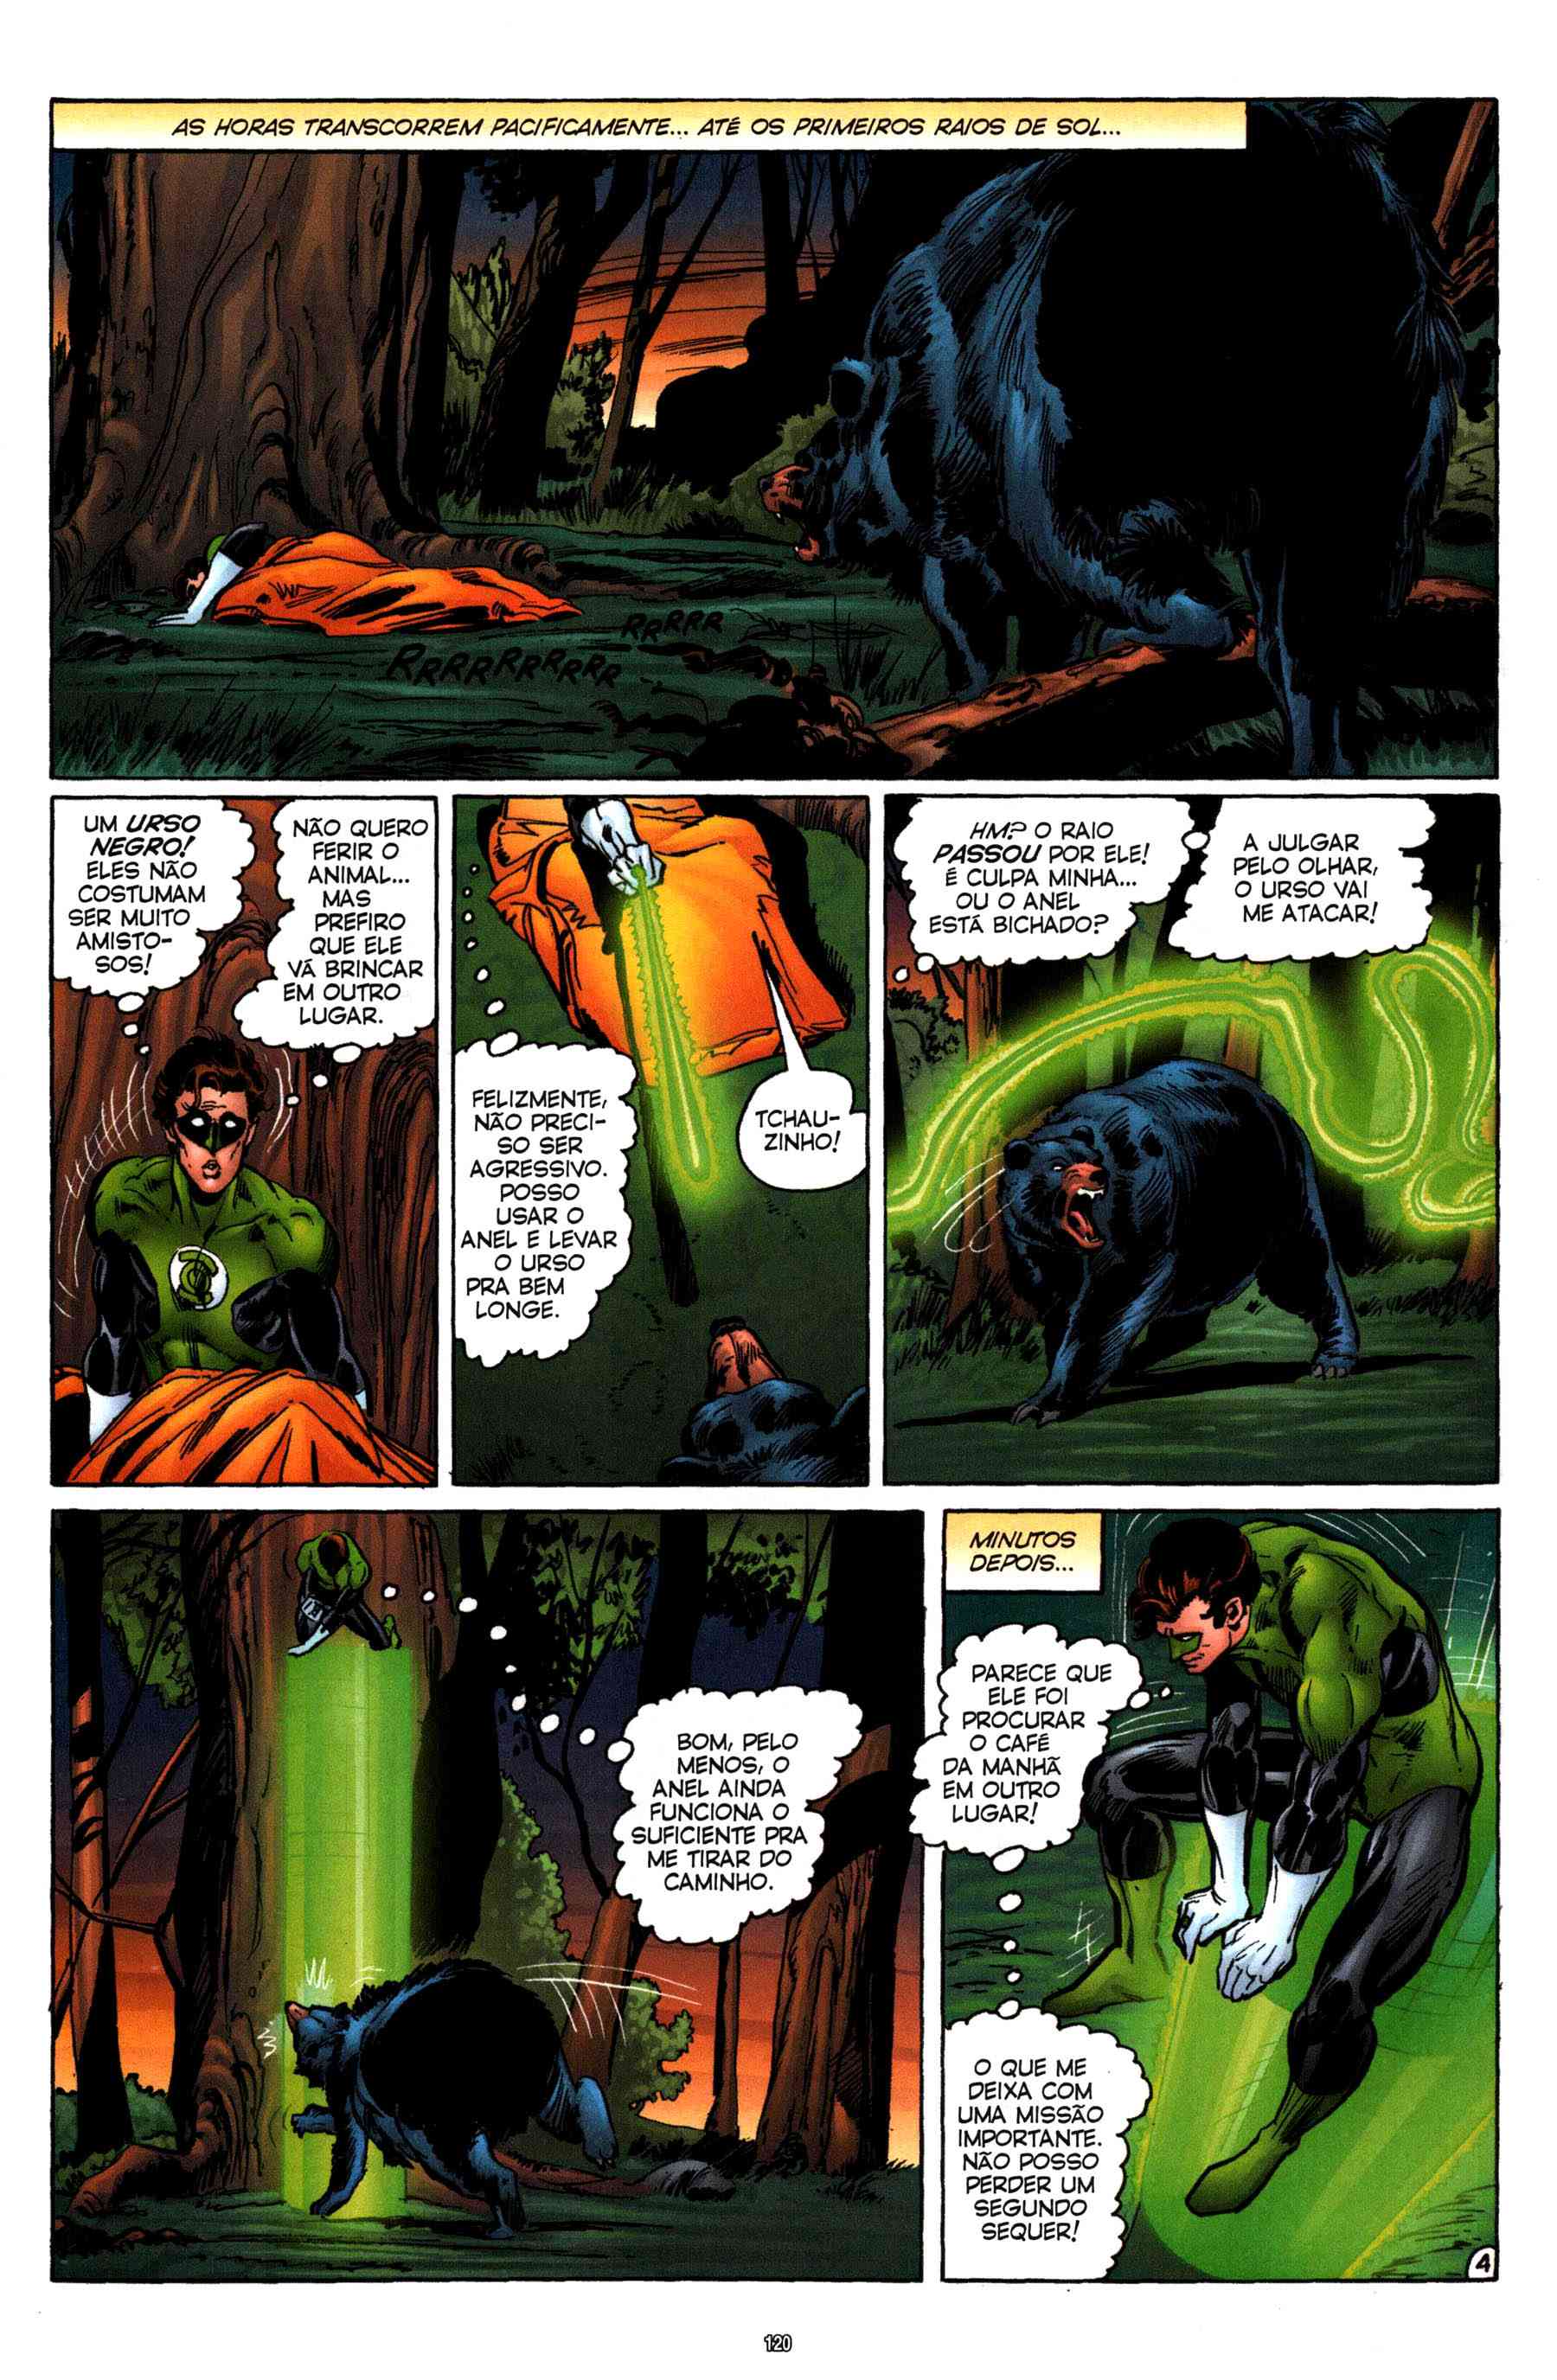 AS HORAS TRANSCORREM PACIFICAMENTE... ATÉ OS PRIMEIROS RAIOS DE SOL...
RRRRR
RRRRRRRRRR
UM URSO
NEGRO!
ELES NÃO
COSTUMAM
SER MUITO
AMISTO-
SOS!
NÃO QUERO
FERIR O
ANIMAL...
MAS
PREFIRO
QUE ELE
VÁ BRINCAR
EM OUTRO
LUGAR.
FELIZMENTE,
NÃO PRECI-
SO SER
AGRESSIVO.
POSSO
USAR O
ANEL E LEVAR
O URSO
PRA BEM
LONGE.
TCHAU-
ZINHO!
HM? O RAIO
PASSOU POR ELE!
É CULPA MINHA...
OU O ANEL
ESTÁ BICHADO?
A JULGAR
PELO OLHAR,
O URSO VAI
ME ATACAR!
BOM, PELO
MENOS, O
ANEL AINDA
FUNCIONA O
SUFICIENTE PRA
ME TIRAR DO
CAMINHO.
MINUTOS
DEPOIS...
PARECE QUE
ELE FOI
PROCURAR
O CAFÉ
DA MANHÃ
EM OUTRO
LUGAR!
O QUE ME
DEIXA COM
UMA MISSÃO
IMPORTANTE.
NÃO POSSO
PERDER UM
SEGUNDO
SEQUER!
4
120